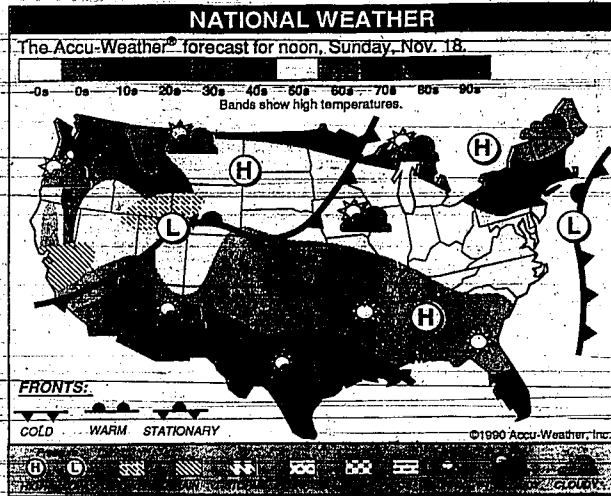 NATIONAL WEATHER
The Accu-Weather® forecast for noon, Sunday, Nov. 18.
-0s 0s 10s 20s 30s 40s 50s 60s 70s 80s 90s
Bands show high temperatures.
H
H
L
L
H
FRONTS:
COLD WARM STATIONARY
©1990 Accu-Weather, Inc.
H L
CLOUDY